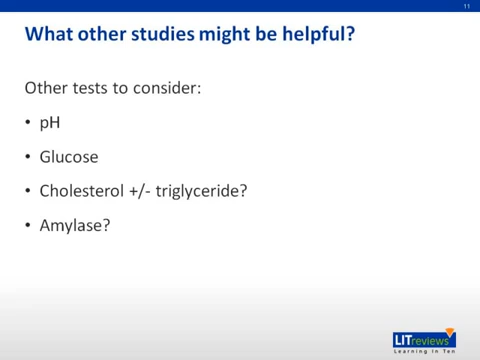 11
What other studies might be helpful?
Other tests to consider:
• pH
• Glucose
• Cholesterol +/- triglyceride?
• Amylase?
LITreviews
Learning in Ten